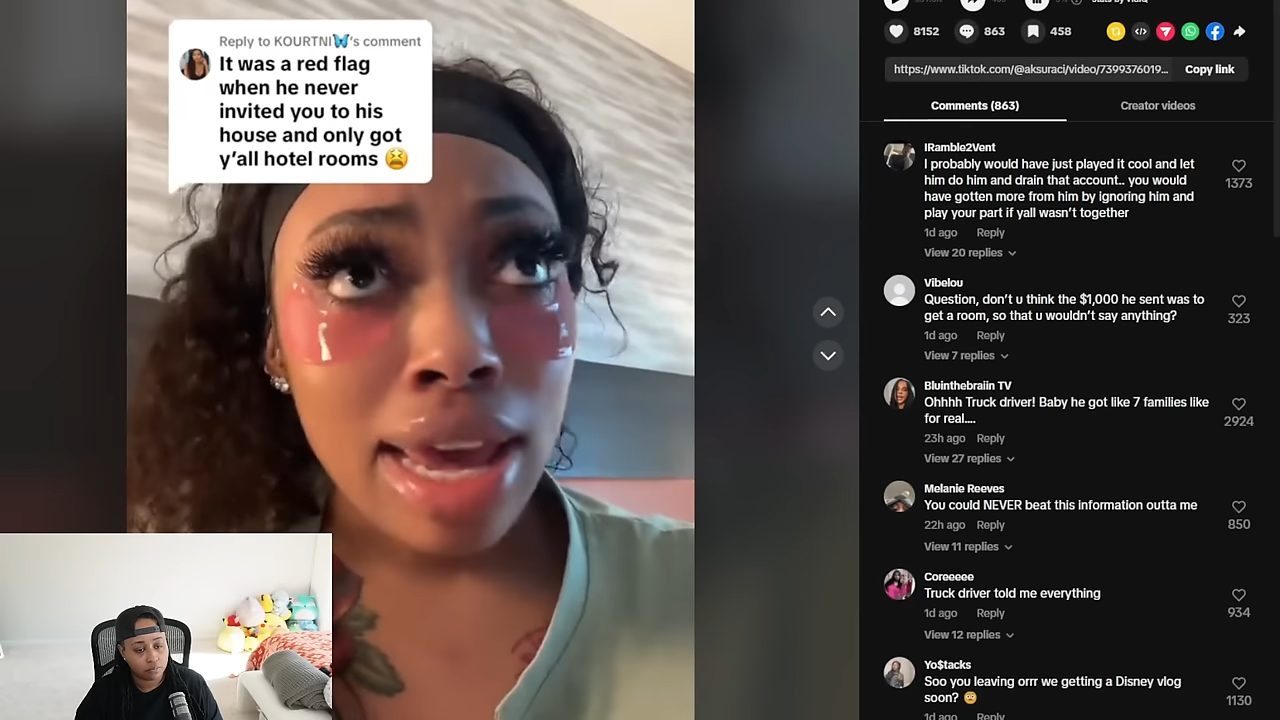 Reply to KOURTNI🦋's comment
It was a red flag
when he never
invited you to his
house and only got
y'all hotel rooms 😫
8152
863
458
https://www.tiktok.com/@aksuraci/video/7399376019...
Copy link
Comments (863)
Creator videos
IRamble2Vent
I probably would have just played it cool and let
him do him and drain that account.. you would
have gotten more from him by ignoring him and
play your part if yall wasn't together
1373
1d ago Reply
View 20 replies
Vibelou
Question, don't u think the $1,000 he sent was to
get a room, so that u wouldn't say anything?
323
1d ago Reply
View 7 replies
Bluinthebraiin TV
Ohhhh Truck driver! Baby he got like 7 families like
for real....
2924
23h ago Reply
View 27 replies
Melanie Reeves
You could NEVER beat this information outta me
850
22h ago Reply
View 11 replies
Coreeeee
Truck driver told me everything
934
1d ago Reply
View 12 replies
Yo$tacks
Soo you leaving orrr we getting a Disney vlog
soon? 😳
1130
1d ago Reply